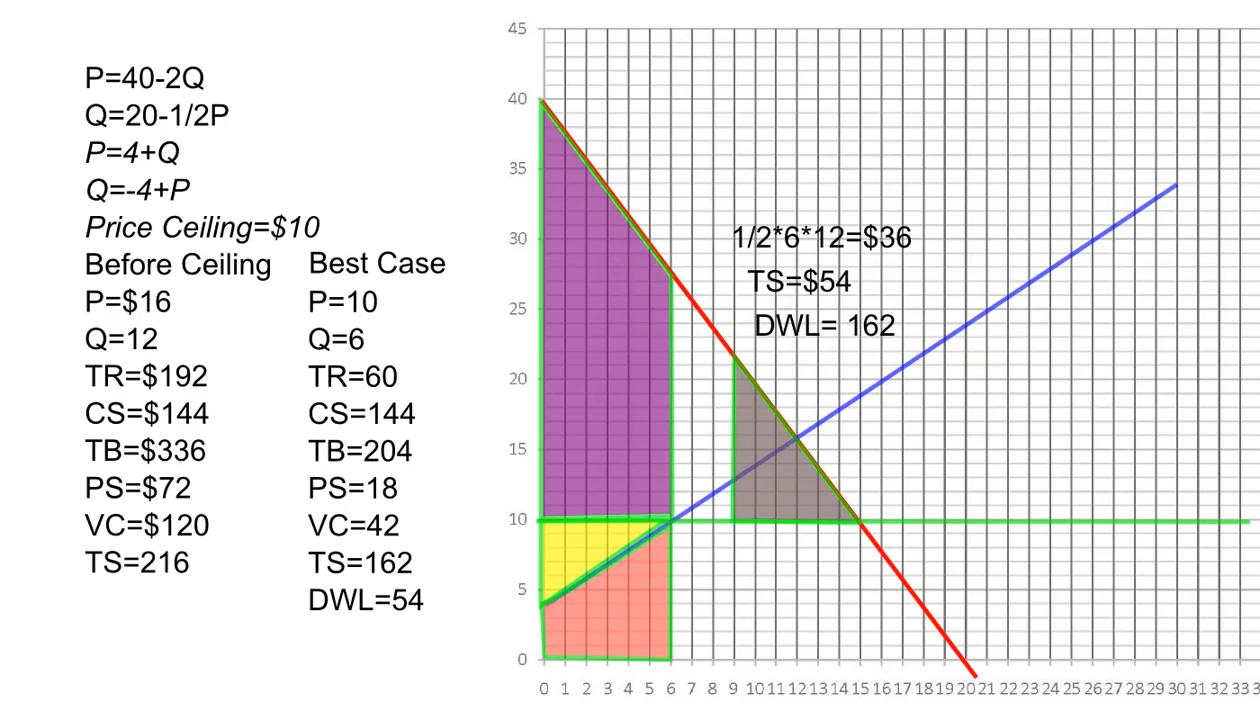 P=40-2Q
Q=20-1/2P
P=4+Q
Q=-4+P
Price Ceiling=$10
Before Ceiling
P=$16
Q=12
TR=$192
CS=$144
TB=$336
PS=$72
VC=$120
TS=216
Best Case
P=10
Q=6
TR=60
CS=144
TB=204
PS=18
VC=42
TS=162
DWL=54
1/2*6*12=$36
TS=$54
DWL= 162
45
40
35
30
25
20
15
10
5
0
0 1 2 3 4 5 6 7 8 9 10 11 12 13 14 15 16 17 18 19 20 21 22 23 24 25 26 27 28 29 30 31 32 33